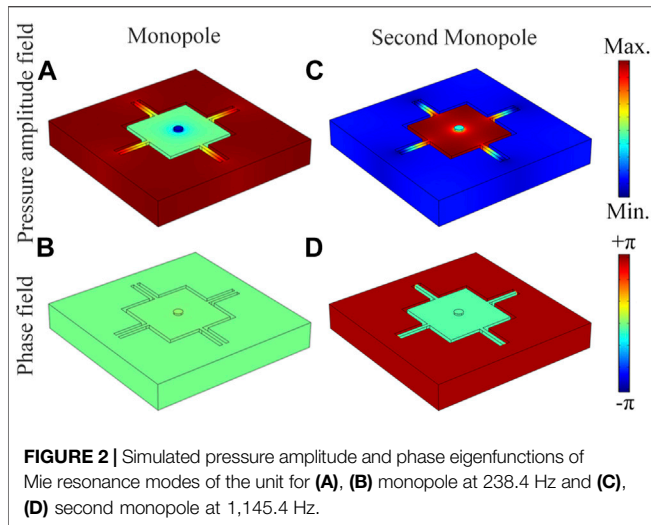 Monopole
Second Monopole
Pressure amplitude field
A
C
Max.
Min.
Phase field
B
D
+π
-π
FIGURE 2 | Simulated pressure amplitude and phase eigenfunctions of
Mie resonance modes of the unit for (A), (B) monopole at 238.4 Hz and (C),
(D) second monopole at 1,145.4 Hz.